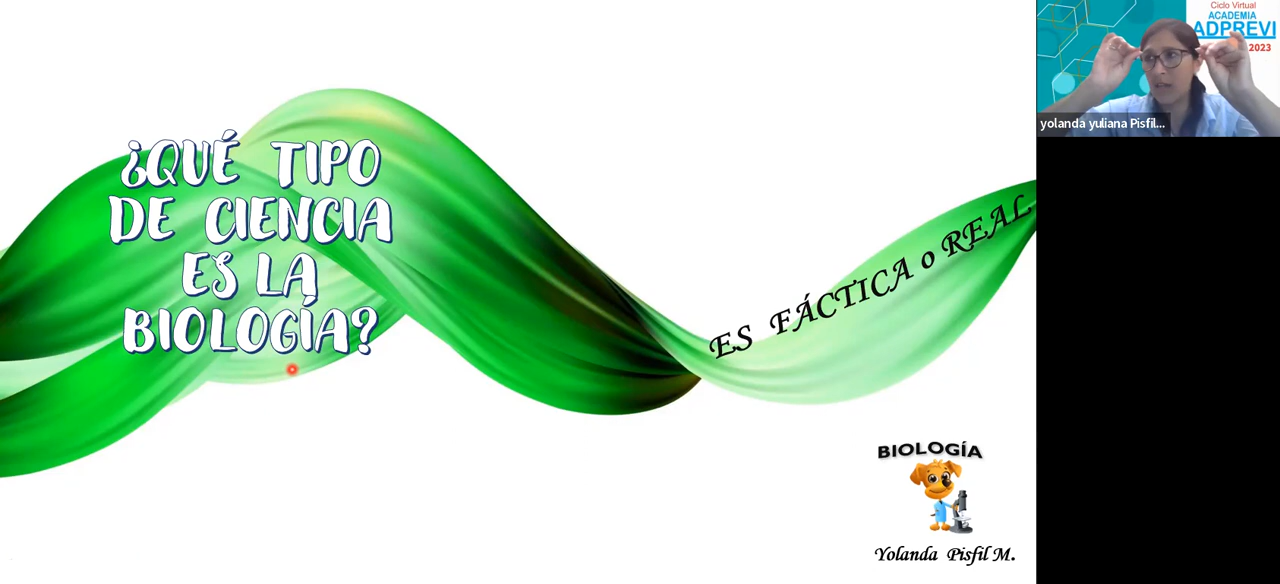 ¿QUÉ TIPO
DE CIENCIA
ES LA
BIOLOGÍA?
ES FÁCTICA o REAL
BIOLOGÍA
Yolanda Pisfil M.
Ciclo Virtual
ACADEMIA
ADPREVI
2023
yolanda yuliana Pisfil...